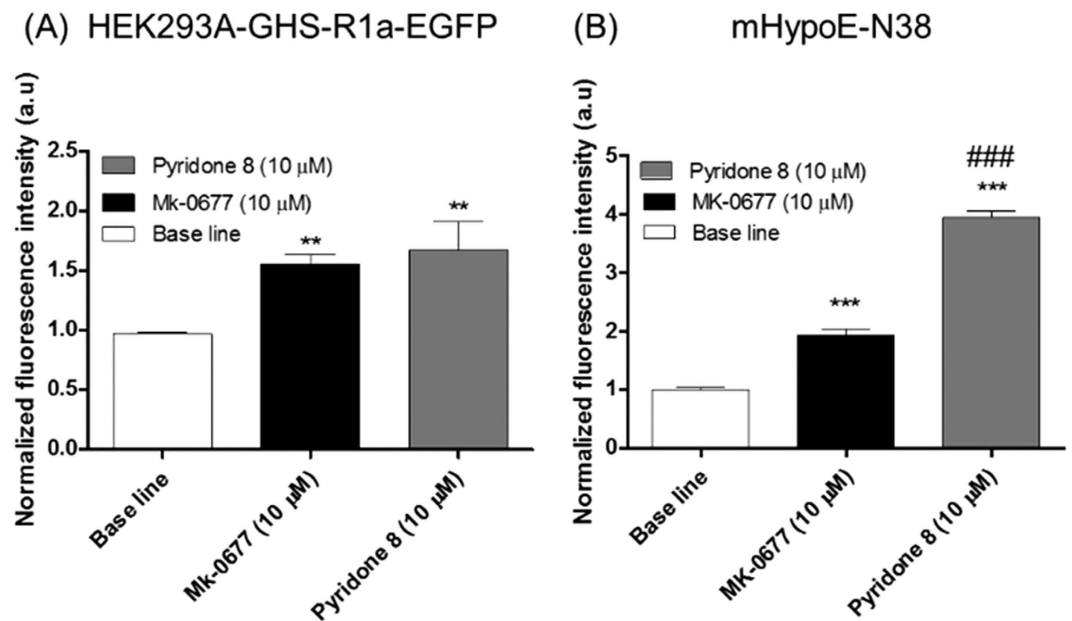 (A) HEK293A-GHS-R1a-EGFP
Normalized fluorescence intensity (a.u)
2.5
2.0
1.5
1.0
0.5
0.0
Pyridone 8 (10 μM)
Mk-0677 (10 μM)
Base line
**
**
Base line
Mk-0677 (10 μM)
Pyridone 8 (10 μM)
(B) mHypoE-N38
Normalized fluorescence intensity (a.u)
5
4
3
2
1
0
Pyridone 8 (10 μM)
MK-0677 (10 μM)
Base line
***
###
***
Base line
MK-0677 (10 μM)
Pyridone 8 (10 μM)